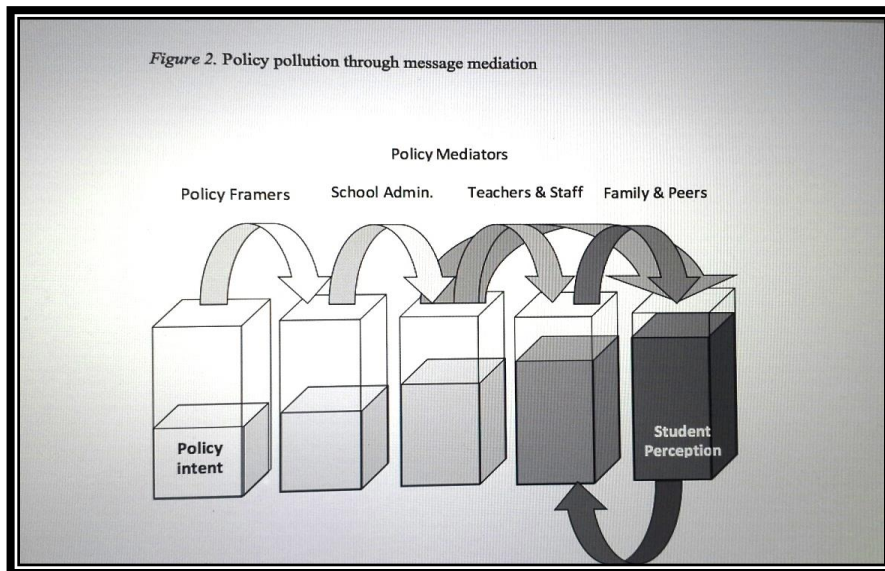 Figure 2. Policy pollution through message mediation
Policy Mediators
Policy Framers School Admin. Teachers & Staff Family & Peers
Policy
intent
Student
Perception